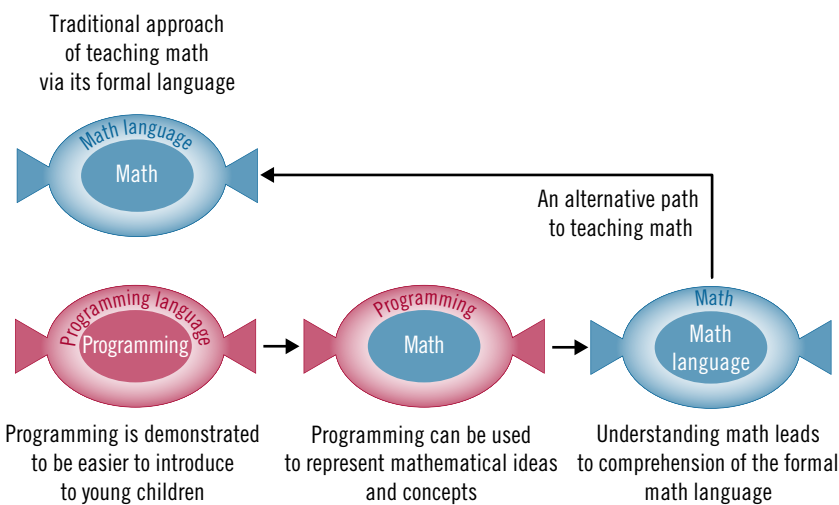 Traditional approach
of teaching math
via its formal language
Math language
Math
An alternative path
to teaching math
Programming language
Programming
Programming
Math
Math
Math
language
Programming is demonstrated
to be easier to introduce
to young children
Programming can be used
to represent mathematical ideas
and concepts
Understanding math leads
to comprehension of the formal
math language